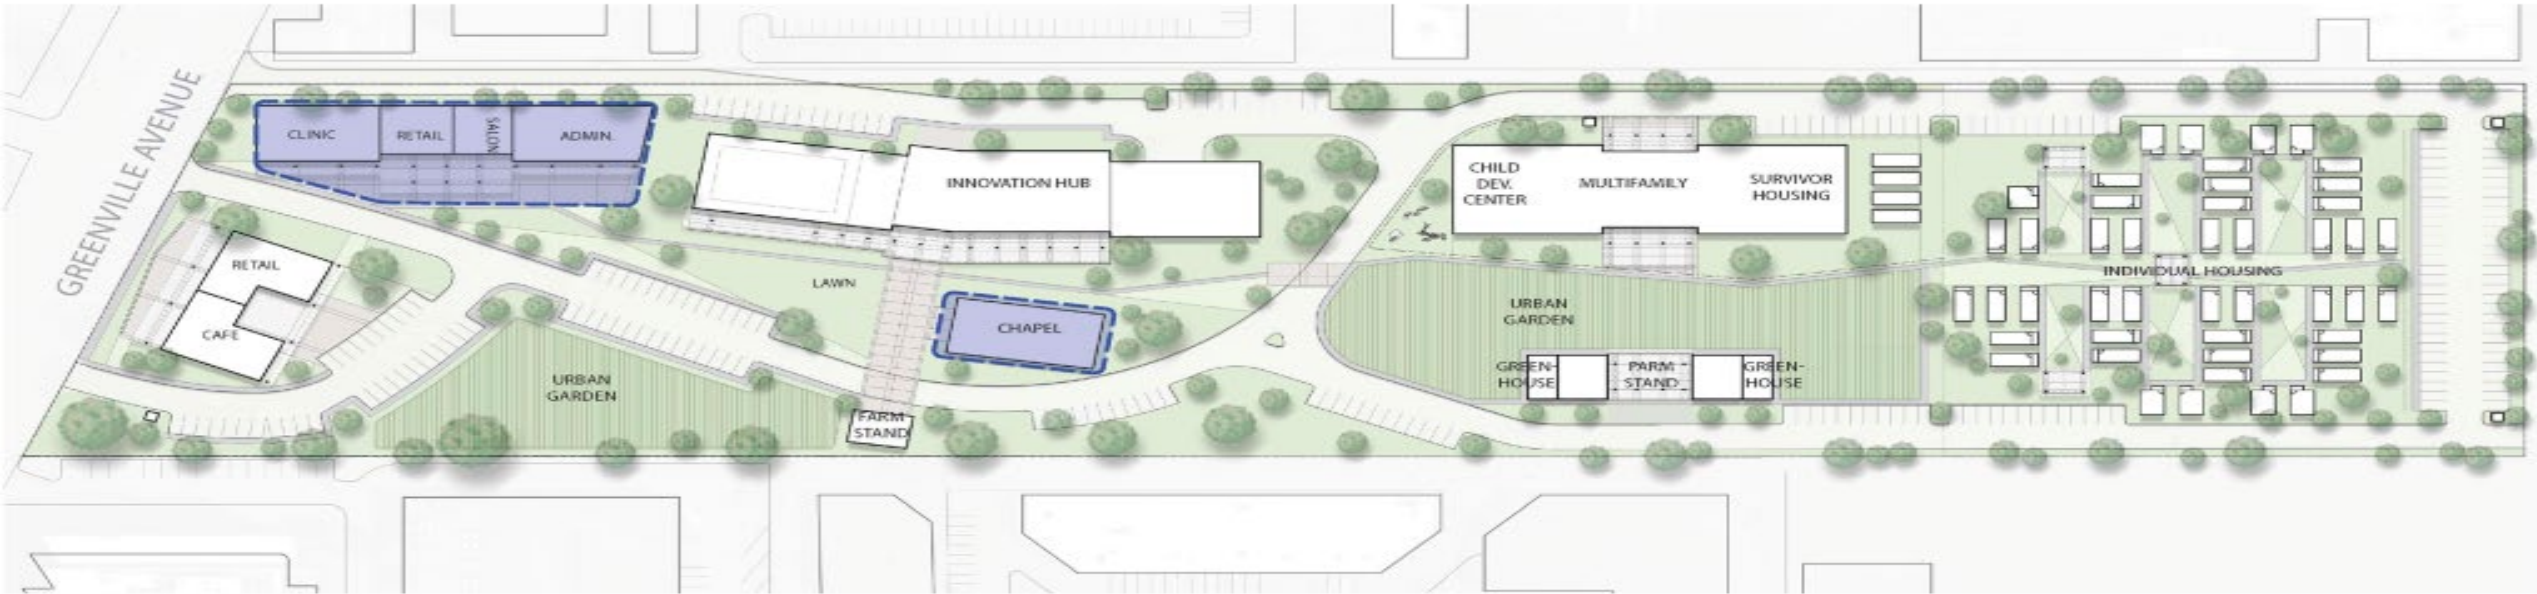 GREENVILLE AVENUE
CLINIC
RETAIL
SALON
ADMIN.
RETAIL
CAFE
INNOVATION HUB
LAWN
CHAPEL
URBAN
GARDEN
FARM
STAND
CHILD
DEV.
CENTER
MULTIFAMILY
SURVIVOR
HOUSING
URBAN
GARDEN
GREEN-
HOUSE
FARM
STAND
GREEN-
HOUSE
INDIVIDUAL HOUSING